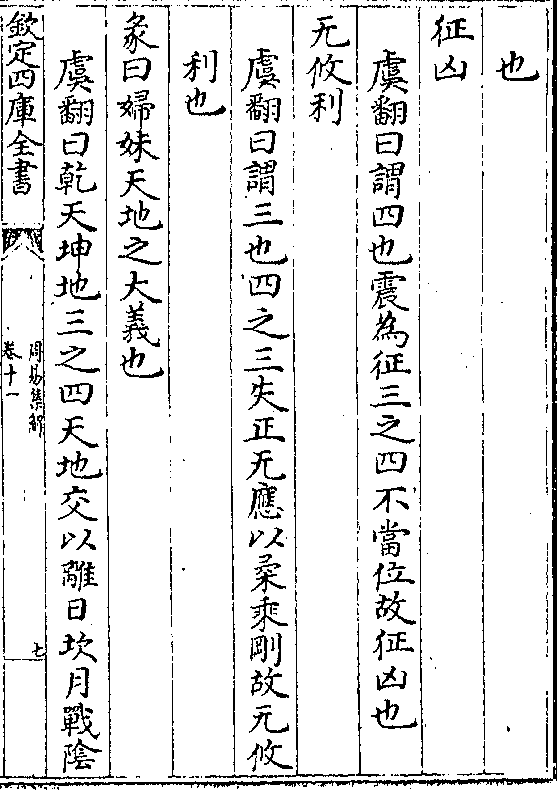 也
征凶
虞翻曰謂四也震為征三之四不當位故征凶也
无攸利
虞翻曰謂三也四之三失正无應以柔乗剛故无攸
利也
彖曰歸妹天地之大義也
虞翻曰乾天坤地三之四天地交以離日坎月戰陰
欽定四庫全書
周易集解
卷十一
七